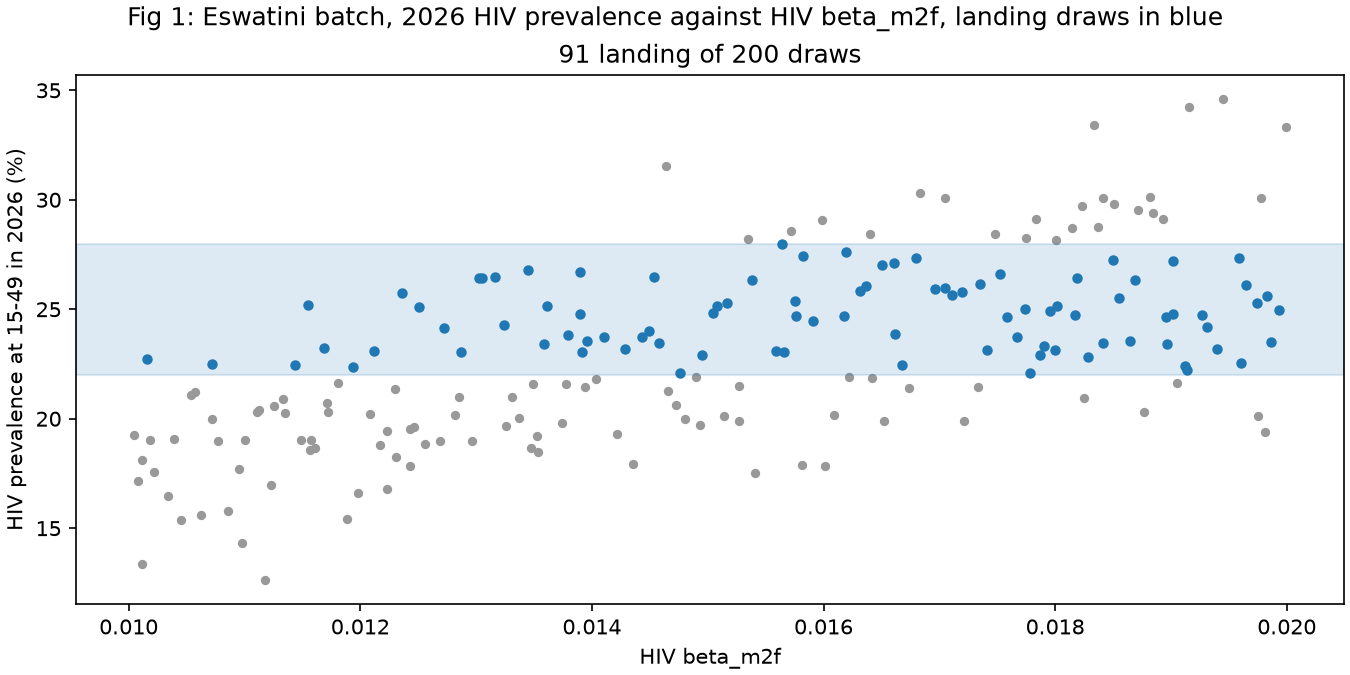 Fig 1: Eswatini batch, 2026 HIV prevalence against HIV beta_m2f, landing draws in blue
91 landing of 200 draws
HIV prevalence at 15-49 in 2026 (%)
35
30
25
20
15
0.010 0.012 0.014 0.016 0.018 0.020
HIV beta_m2f